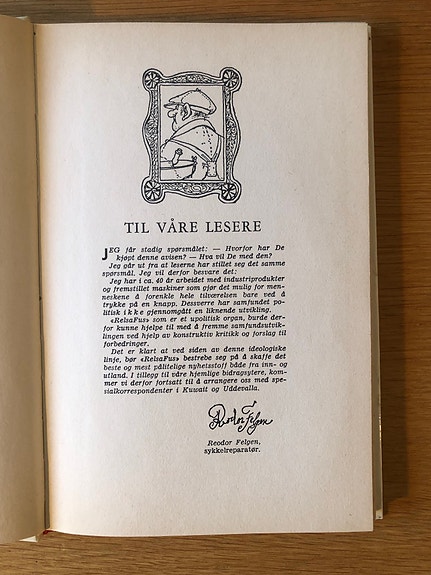 TIL VÅRE LESERE
JEG får stadig spørsmålet: — Hvorfor har De
kjøpt denne avisen? — Hva vil De med den?
Jeg går ut fra at leserne har stillet seg det samme
spørsmål. Jeg vil derfor besvare det:
Jeg har i ca. 40 år arbeidet med industriprodukter
og fremstillet maskiner som gjør det mulig for men-
neskene å forenkle hele tilværelsen bare ved å
trykke på en knapp. Dessverre har samfundet po-
litisk ikke gjennomgått en liknende utvikling.
«RelsaFus» som er et upolitisk organ, burde der-
for kunne hjelpe til med å fremme samfundsutvik-
lingen ved hjelp av konstruktiv kritikk og forslag til
forbedringer.
Det er klart at ved siden av denne ideologiske
linje, bør «RelsaFus» bestrebe seg på å skaffe det
beste og mest pålitelige nyhetsstoff både fra inn- og
utland. I tillegg til våre hjemlige bidragsytere, kom-
mer vi derfor fortsatt til å arrangere oss med spe-
sialkorrespondenter i Kuwait og Uddevalla.
Reodor Felgen
Reodor Felgen,
sykkelreparatør.